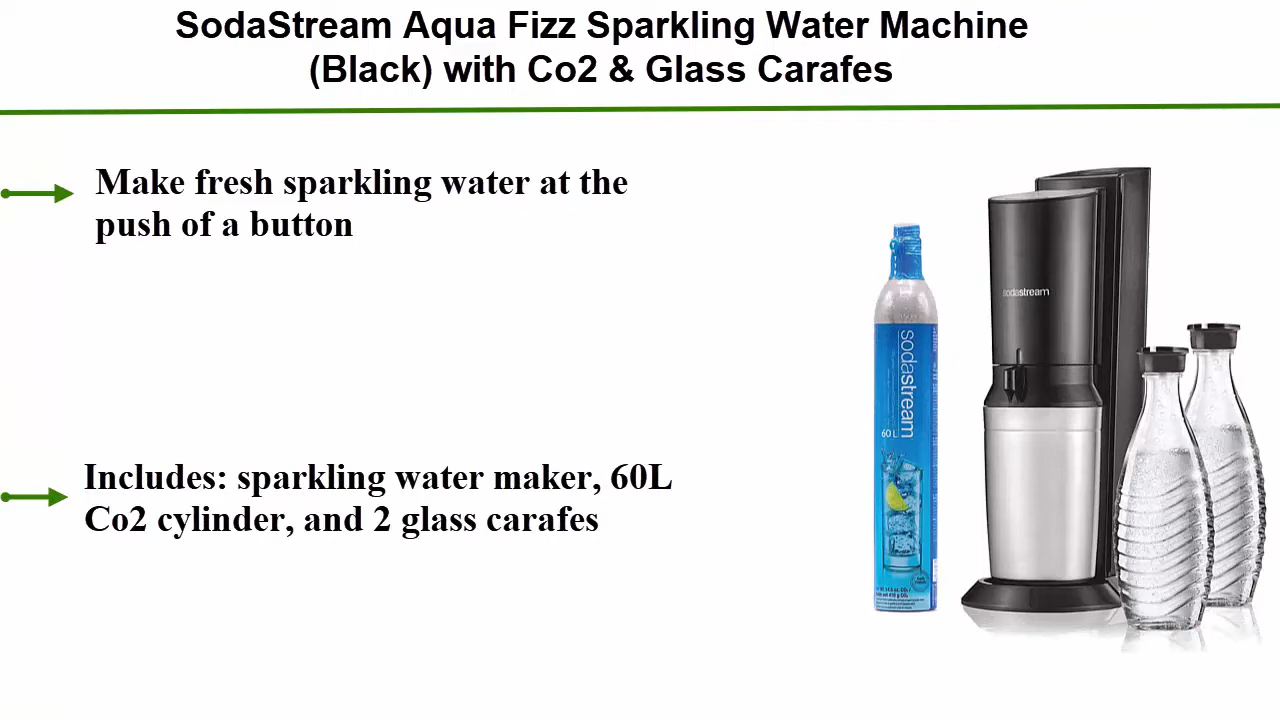 SodaStream Aqua Fizz Sparkling Water Machine
(Black) with Co2 & Glass Carafes
Make fresh sparkling water at the
push of a button
Includes: sparkling water maker, 60L
Co2 cylinder, and 2 glass carafes
sodastream
60 L
sodastream